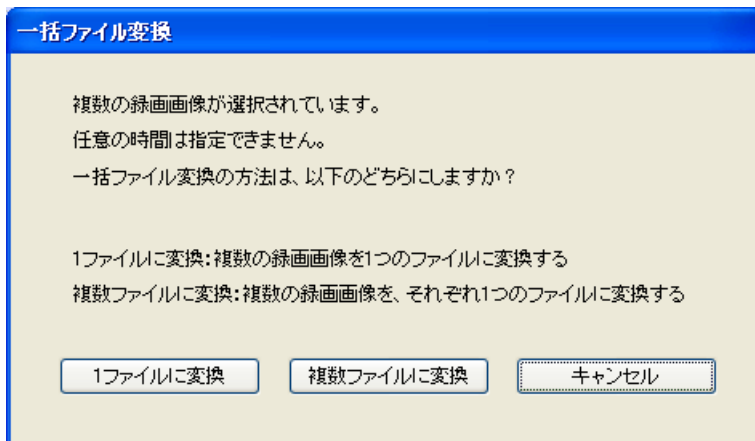 一括ファイル変換
複数の録画画像が選択されています。
任意の時間は指定できません。
一括ファイル変換の方法は、以下のどちらにしますか？
1ファイルに変換：複数の録画画像を1つのファイルに変換する
複数ファイルに変換：複数の録画画像を、それぞれ1つのファイルに変換する
1ファイルに変換 複数ファイルに変換 キャンセル